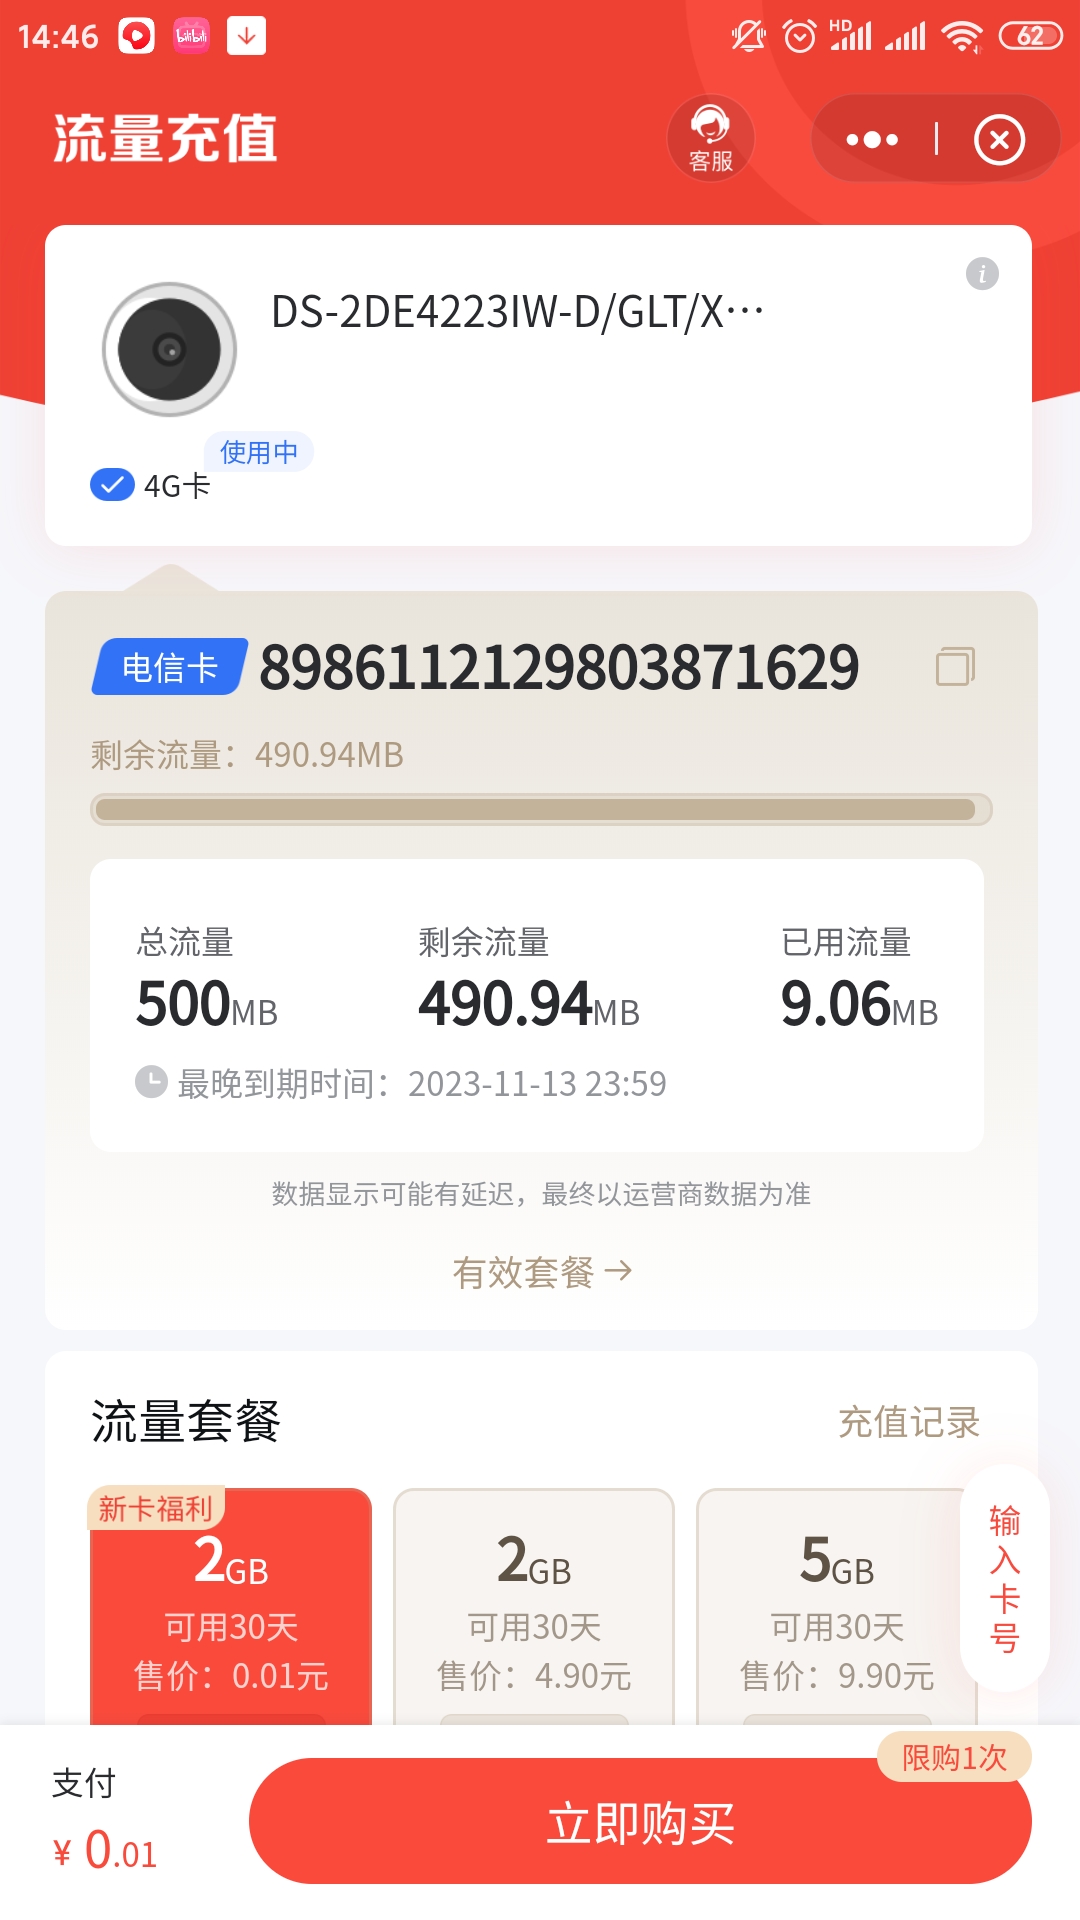 14:46
bilibili
HD
62
流量充值
客服
DS-2DE4223IW-D/GLT/X···
使用中
4G卡
电信卡 89861121129803871629
剩余流量：490.94MB
总流量 剩余流量 已用流量
500MB 490.94MB 9.06MB
最晚到期时间：2023-11-13 23:59
数据显示可能有延迟，最终以运营商数据为准
有效套餐
流量套餐 充值记录
新卡福利
2GB 2GB 5GB
可用30天 可用30天 可用30天
售价：0.01元 售价：4.90元 售价：9.90元
输入卡号
支付
¥ 0.01
限购1次
立即购买